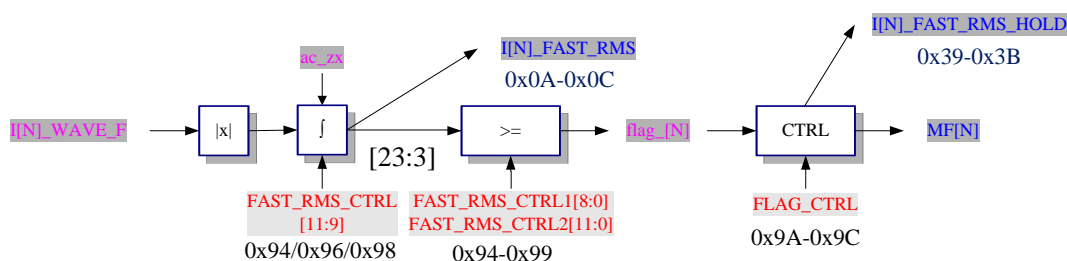 I[N]_FAST_RMS_HOLD
0x39-0x3B
I[N]_FAST_RMS
0x0A-0x0C
ac_zx
I[N]_WAVE_F
|x|
∫
>=
flag_[N]
CTRL
MF[N]
[23:3]
FAST_RMS_CTRL
[11:9]
0x94/0x96/0x98
FAST_RMS_CTRL1[8:0]
FAST_RMS_CTRL2[11:0]
0x94-0x99
FLAG_CTRL
0x9A-0x9C